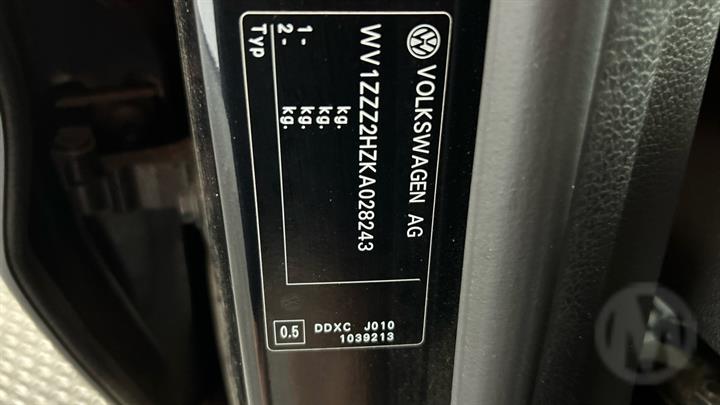 VOLKSWAGEN AG
WV1ZZZ2HZKA028243
kg.
kg.
1- kg.
2- kg.
Typ
0.5 DDXC J010
1039213